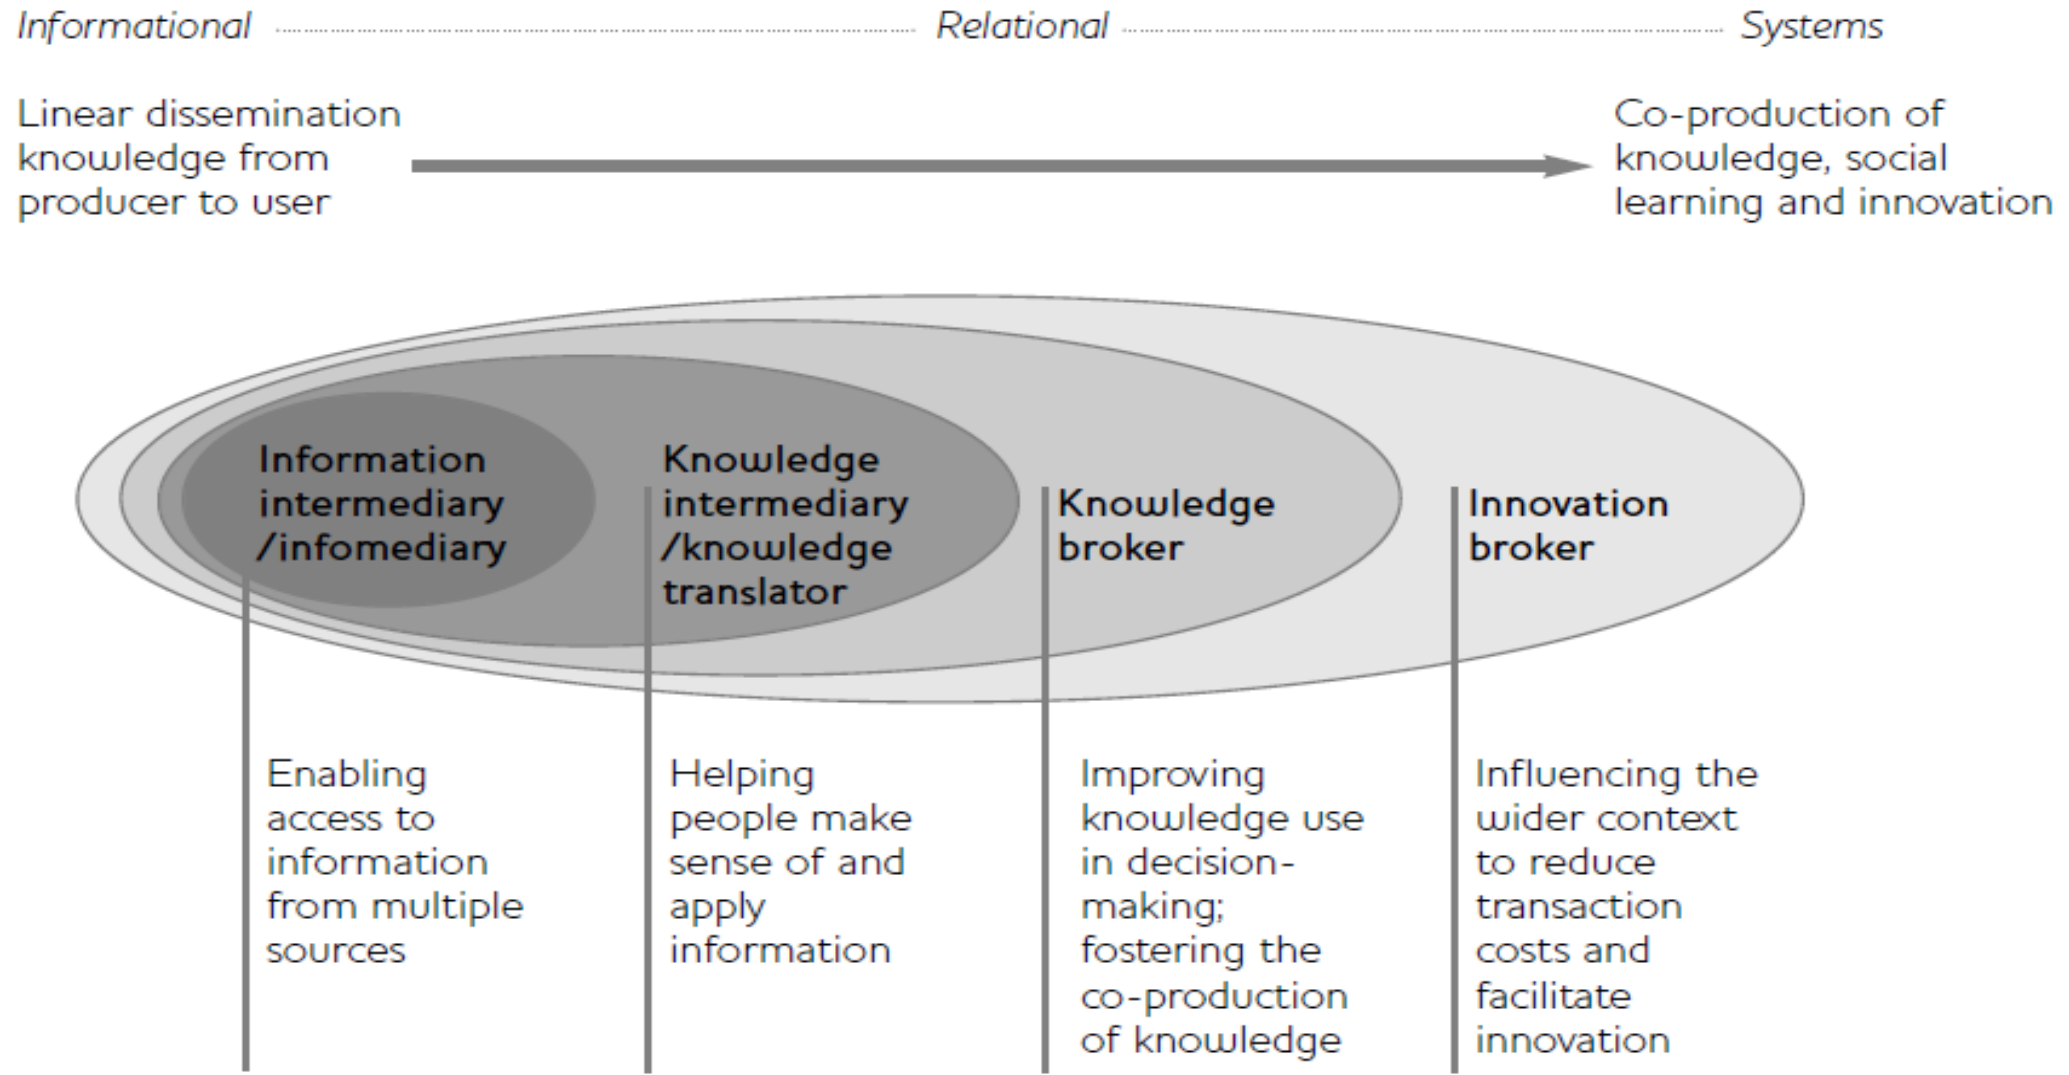 Informational
Relational
Systems
Linear dissemination
knowledge from
producer to user
Co-production of
knowledge, social
learning and innovation
Information
intermediary
/infomediary
Knowledge
intermediary
/knowledge
translator
Knowledge
broker
Innovation
broker
Enabling
access to
information
from multiple
sources
Helping
people make
sense of and
apply
information
Improving
knowledge use
in decision-
making;
fostering the
co-production
of knowledge
Influencing the
wider context
to reduce
transaction
costs and
facilitate
innovation